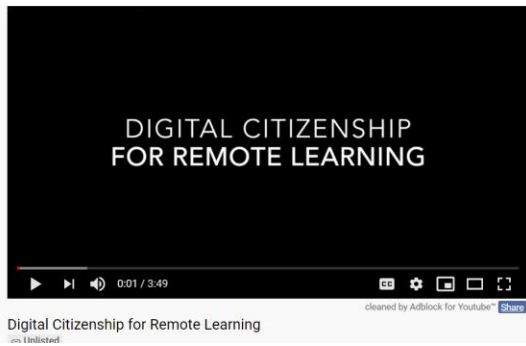 DIGITAL CITIZENSHIP
FOR REMOTE LEARNING
0:01 / 3:49
CC
cleaned by Adblock for Youtube™ Share
Digital Citizenship for Remote Learning
Unlisted